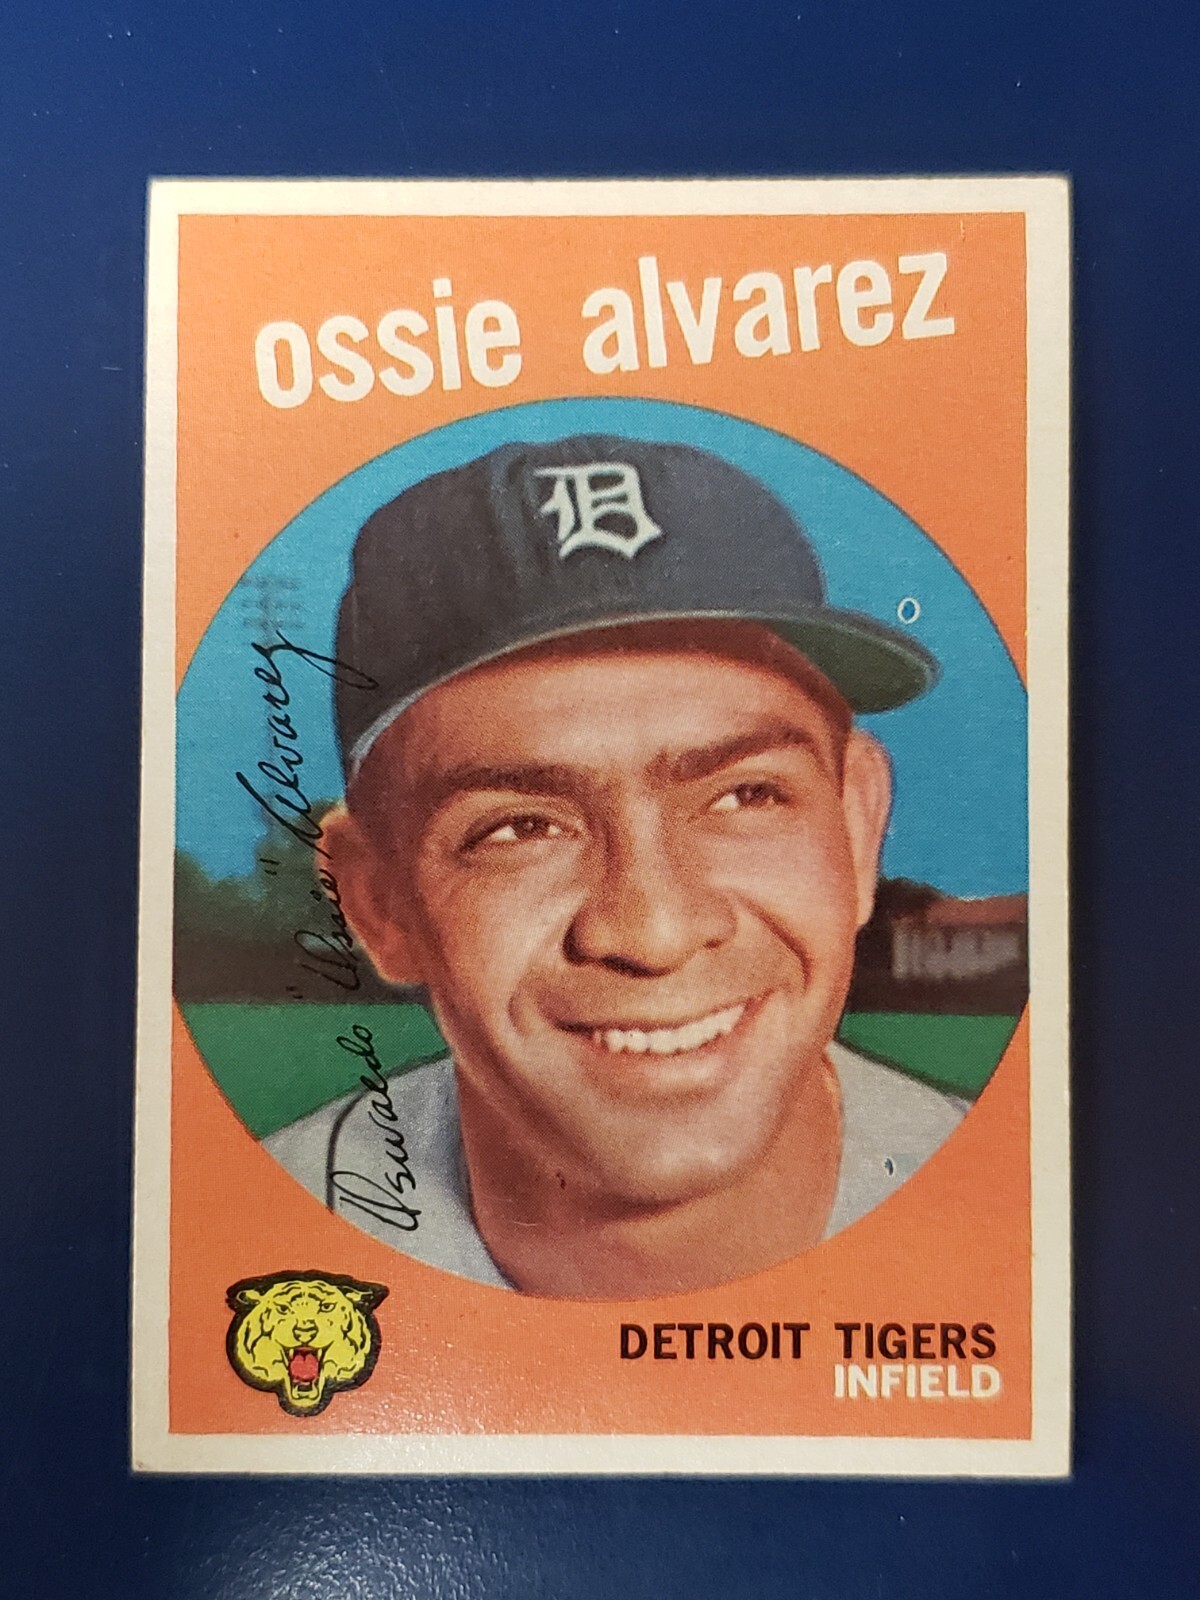 ossie alvarez
D
Oswaldo "Ossie" Alvarez
DETROIT TIGERS
INFIELD